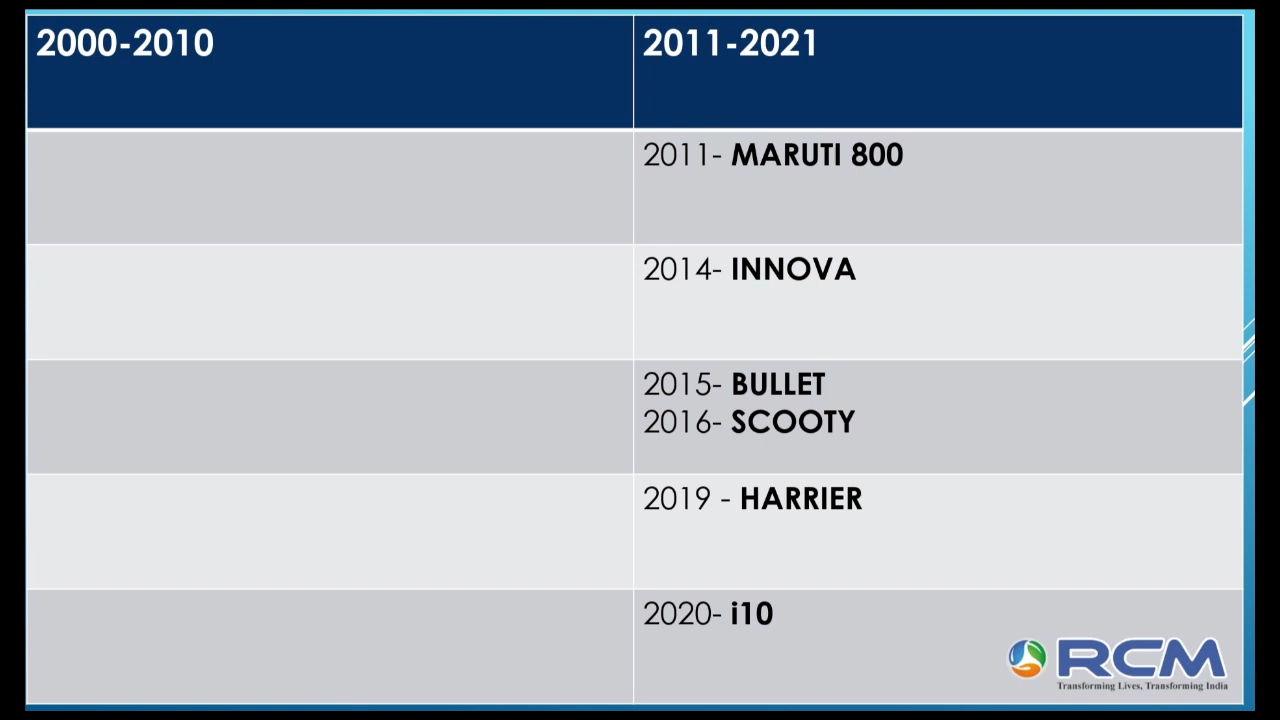 2000-2010
2011-2021
2011- MARUTI 800
2014- INNOVA
2015- BULLET
2016- SCOOTY
2019 - HARRIER
2020- i10
RCM
Transforming Lives, Transforming India